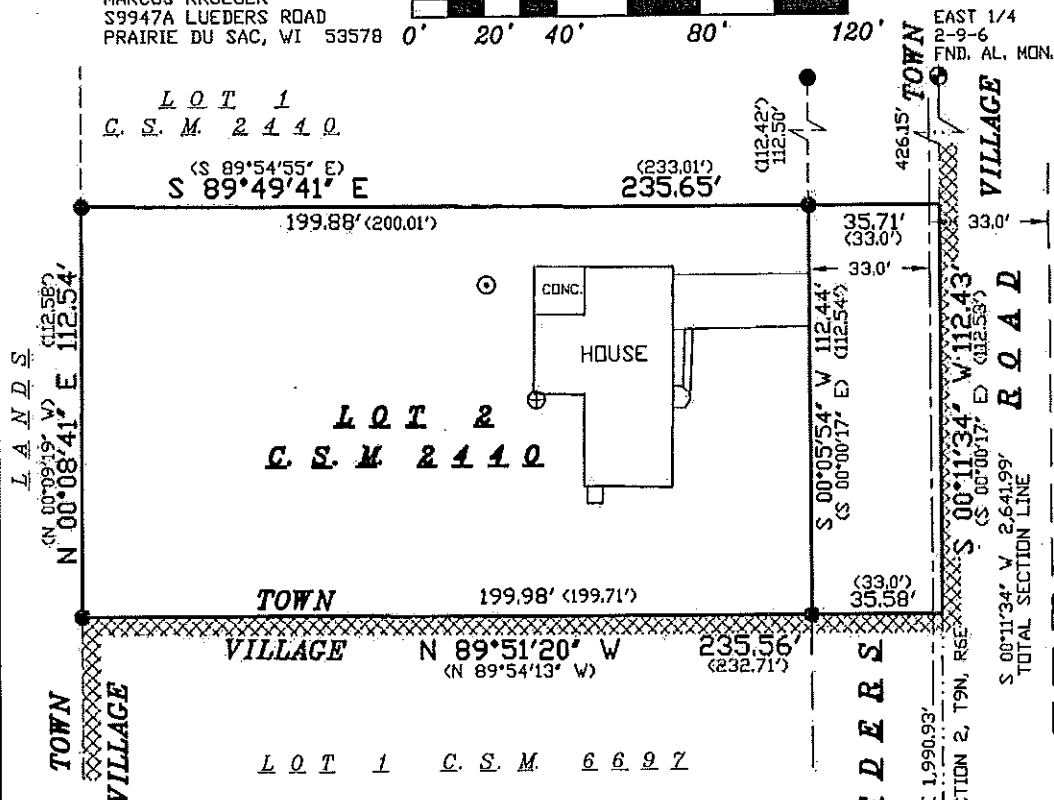 S9947A LUEDERS ROAD
PRAIRIE DU SAC, WI 53578
0' 20' 40' 80' 120'
EAST 1/4
2-9-6
FND. AL. MON.
TOWN
VILLAGE
LOT 1
C.S.M. 2440
(112.42')
112.50'
426.15'
(S 89°54'55" E)
S 89°49'41" E
(233.01')
235.65'
199.88' (200.01')
35.71'
(33.0')
33.0'
33.0'
CONC.
HOUSE
LOT 2
C.S.M. 2440
LANDS
(N 00°09'19" W) (112.58')
N 00°08'41" E 112.54'
S 00°05'54" W 112.44'
(S 00°00'17" E) (112.54')
S 00°11'34" W 112.43'
(S 00°00'17" E) (112.53')
ROAD
S 00°11'34" W 2,641.99'
TOTAL SECTION LINE
TOWN
199.98' (199.71')
(33.0')
35.58'
VILLAGE
N 89°51'20" W
(N 89°54'13" W)
235.56'
(232.71')
TOWN
VILLAGE
LOT 1 C.S.M. 6697
DERS
1,990.93'
CTION 2, T9N, R6E